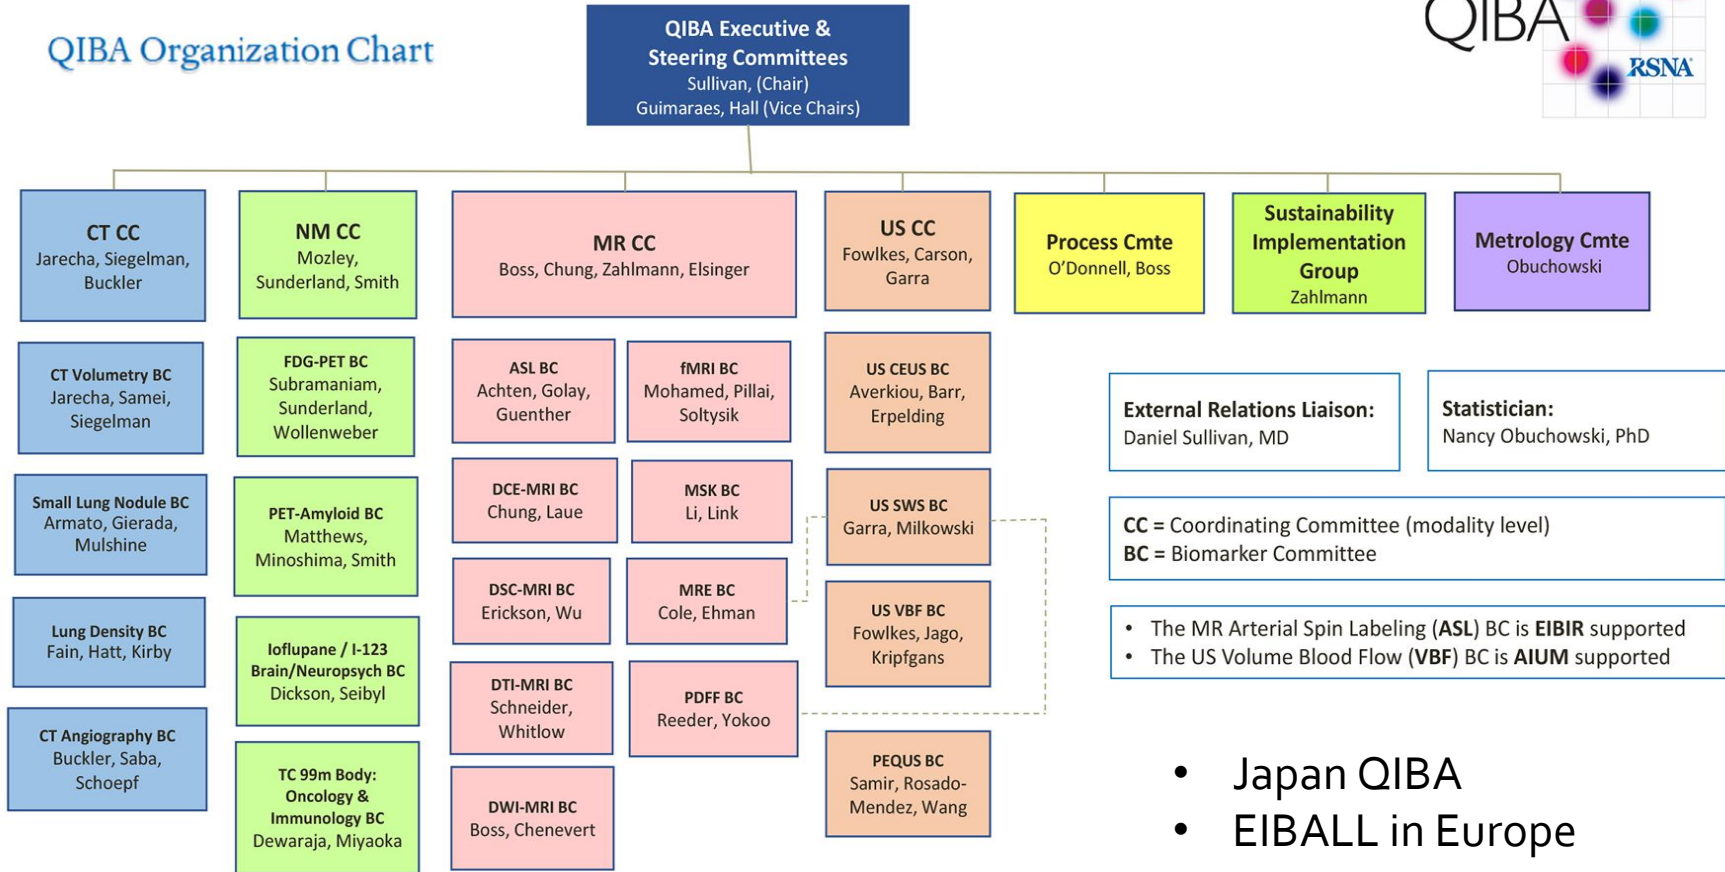 QIBA Organization Chart
QIBA Executive &
Steering Committees
Sullivan, (Chair)
Guimaraes, Hall (Vice Chairs)
QIBA
RSNA
CT CC
Jarecha, Siegelman,
Buckler
NM CC
Mozley,
Sunderland, Smith
MR CC
Boss, Chung, Zahlmann, Elsinger
US CC
Fowlkes, Carson,
Garra
Process Cmte
O’Donnell, Boss
Sustainability
Implementation
Group
Zahlmann
Metrology Cmte
Obuchowski
CT Volumetry BC
Jarecha, Samei,
Siegelman
Small Lung Nodule BC
Armato, Gierada,
Mulshine
Lung Density BC
Fain, Hatt, Kirby
CT Angiography BC
Buckler, Saba,
Schoepf
FDG-PET BC
Subramaniam,
Sunderland,
Wollenweber
PET-Amyloid BC
Matthews,
Minoshima, Smith
Ioflupane / I-123
Brain/Neuropsych BC
Dickson, Seibyl
TC 99m Body:
Oncology &
Immunology BC
Dewaraja, Miyaoka
ASL BC
Achten, Golay,
Guenther
DCE-MRI BC
Chung, Laue
DSC-MRI BC
Erickson, Wu
DTI-MRI BC
Schneider,
Whitlow
DWI-MRI BC
Boss, Chenevert
fMRI BC
Mohamed, Pillai,
Soltysik
MSK BC
Li, Link
MRE BC
Cole, Ehman
PDFF BC
Reeder, Yokoo
US CEUS BC
Averkiou, Barr,
Erpelding
US SWS BC
Garra, Milkowski
US VBF BC
Fowlkes, Jago,
Kripfgans
PEQUS BC
Samir, Rosado-
Mendez, Wang
External Relations Liaison:
Daniel Sullivan, MD
Statistician:
Nancy Obuchowski, PhD
CC = Coordinating Committee (modality level)
BC = Biomarker Committee
• The MR Arterial Spin Labeling (ASL) BC is EIBIR supported
• The US Volume Blood Flow (VBF) BC is AIUM supported
• Japan QIBA
• EIBALL in Europe